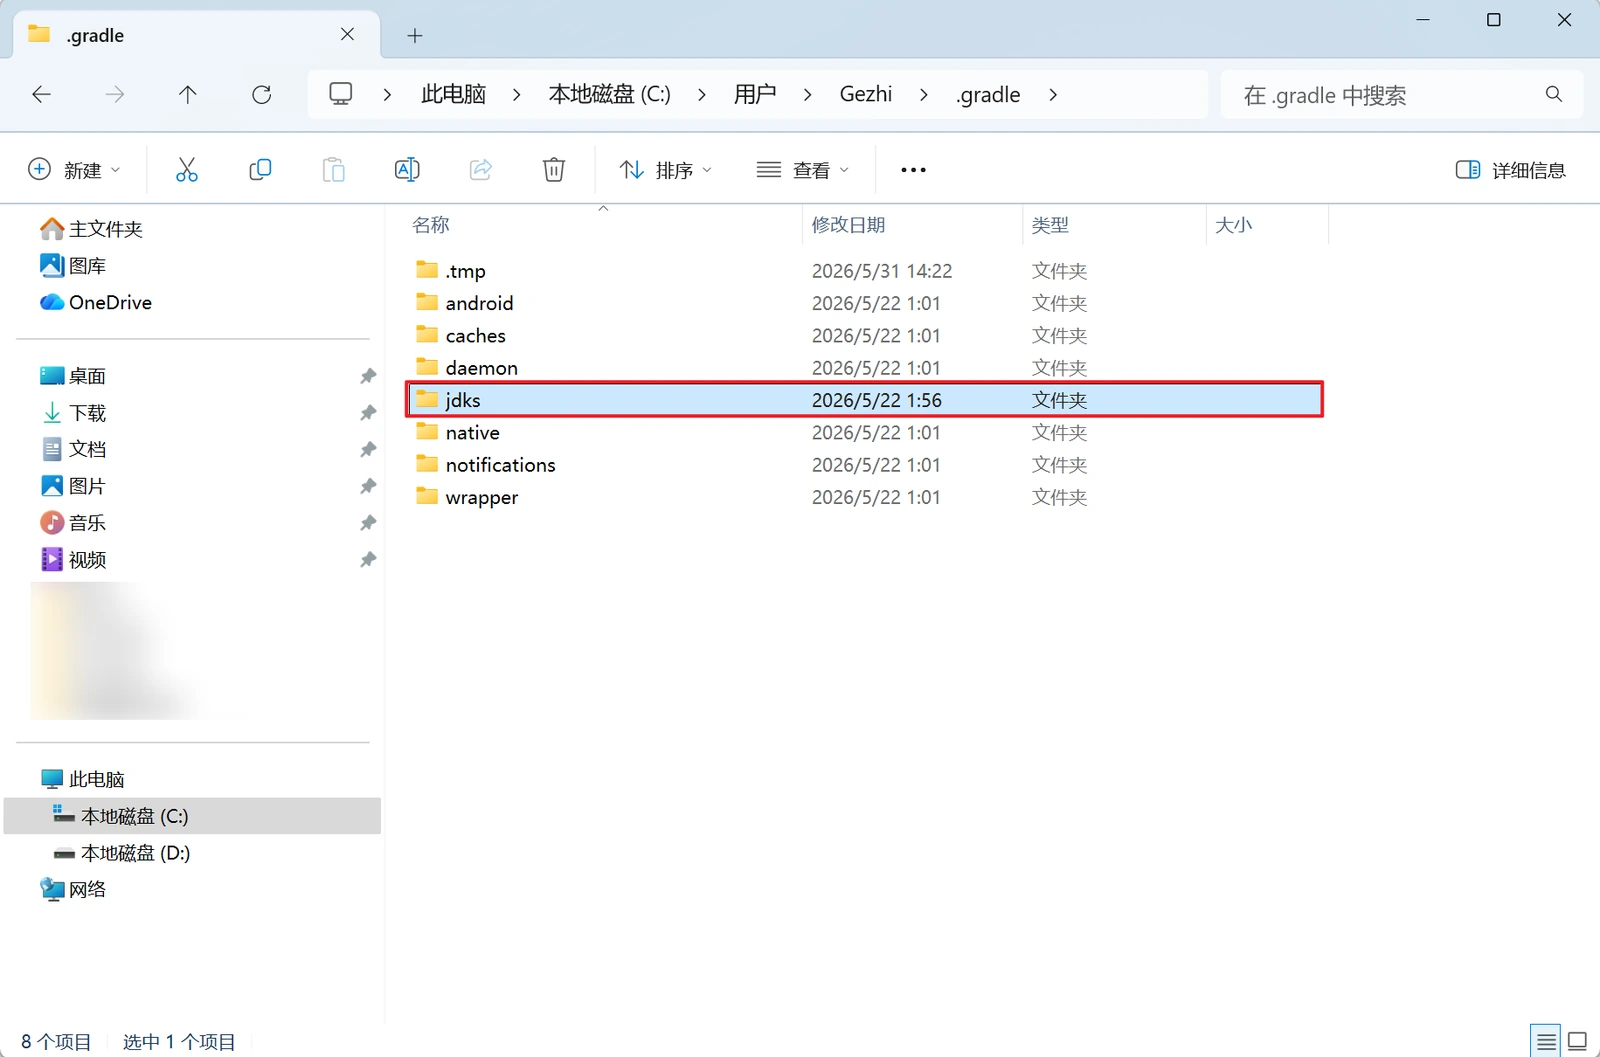 .gradle
此电脑 本地磁盘 (C:) 用户 Gezhi .gradle 在 .gradle 中搜索
新建 排序 查看 详细信息
主文件夹
图库
OneDrive
桌面
下载
文档
图片
音乐
视频
此电脑
本地磁盘 (C:)
本地磁盘 (D:)
网络
名称 修改日期 类型 大小
.tmp 2026/5/31 14:22 文件夹
android 2026/5/22 1:01 文件夹
caches 2026/5/22 1:01 文件夹
daemon 2026/5/22 1:01 文件夹
jdks 2026/5/22 1:56 文件夹
native 2026/5/22 1:01 文件夹
notifications 2026/5/22 1:01 文件夹
wrapper 2026/5/22 1:01 文件夹
8 个项目 选中 1 个项目